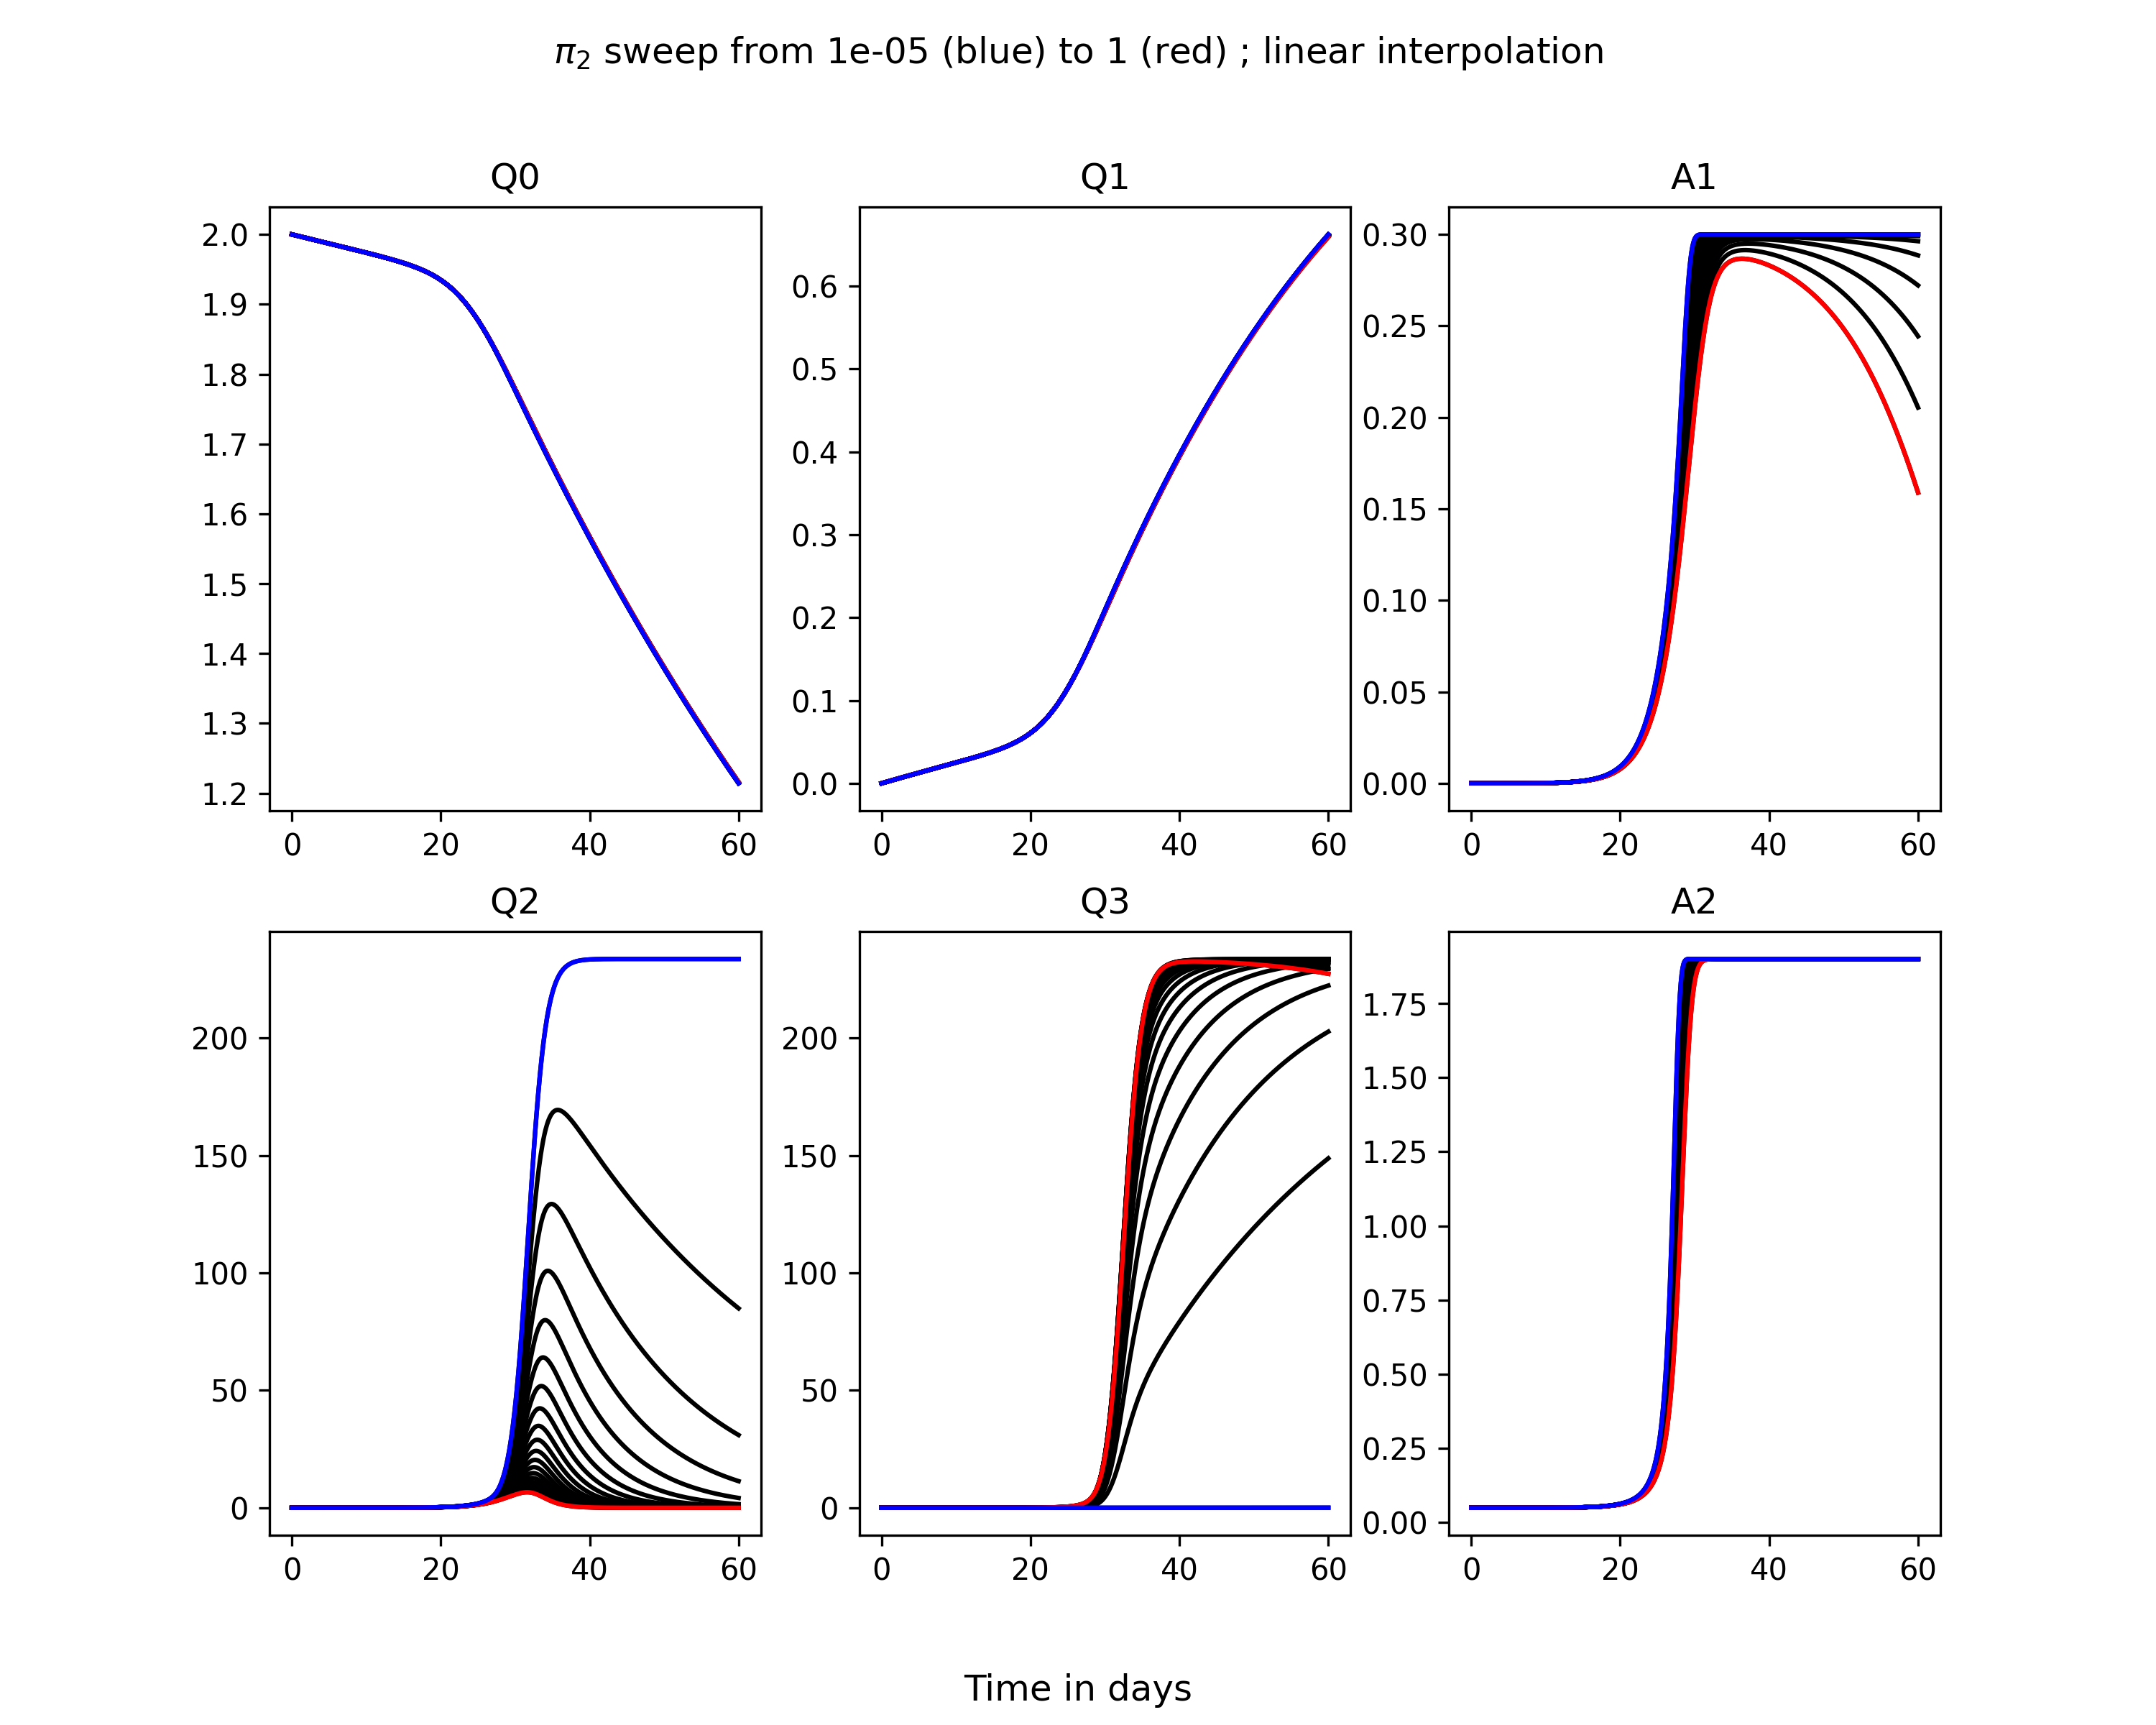 π₂ sweep from 1e-05 (blue) to 1 (red) ; linear interpolation
Q0
2.0
1.9
1.8
1.7
1.6
1.5
1.4
1.3
1.2
0 20 40 60
Q1
0.6
0.5
0.4
0.3
0.2
0.1
0.0
0 20 40 60
A1
0.30
0.25
0.20
0.15
0.10
0.05
0.00
0 20 40 60
Q2
200
150
100
50
0
0 20 40 60
Q3
200
150
100
50
0
0 20 40 60
A2
1.75
1.50
1.25
1.00
0.75
0.50
0.25
0.00
0 20 40 60
Time in days